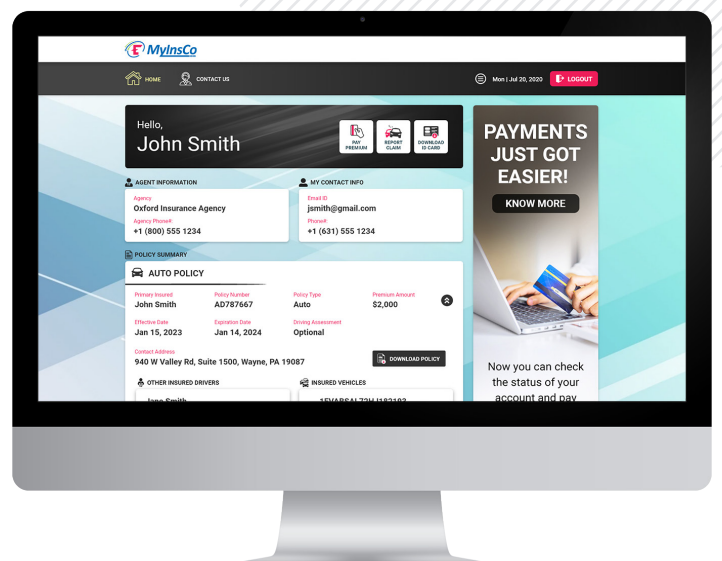 MyInsCo
HOME
CONTACT US
Mon | Jul 20, 2020
LOGOUT
Hello,
John Smith
PAY
PREMIUM
REPORT
CLAIM
DOWNLOAD
ID CARD
AGENT INFORMATION
Agency
Oxford Insurance Agency
Agency Phone#:
+1 (800) 555 1234
MY CONTACT INFO
Email ID
jsmith@gmail.com
Phone#:
+1 (631) 555 1234
POLICY SUMMARY
AUTO POLICY
Primary Insured
Policy Number
Policy Type
Premium Amount
John Smith
AD787667
Auto
$2,000
Effective Date
Expiration Date
Driving Assessment
Jan 15, 2023
Jan 14, 2024
Optional
Contact Address
940 W Valley Rd, Suite 1500, Wayne, PA 19087
DOWNLOAD POLICY
OTHER INSURED DRIVERS
INSURED VEHICLES
Jane Smith
PAYMENTS
JUST GOT
EASIER!
KNOW MORE
Now you can check
the status of your
account and pay